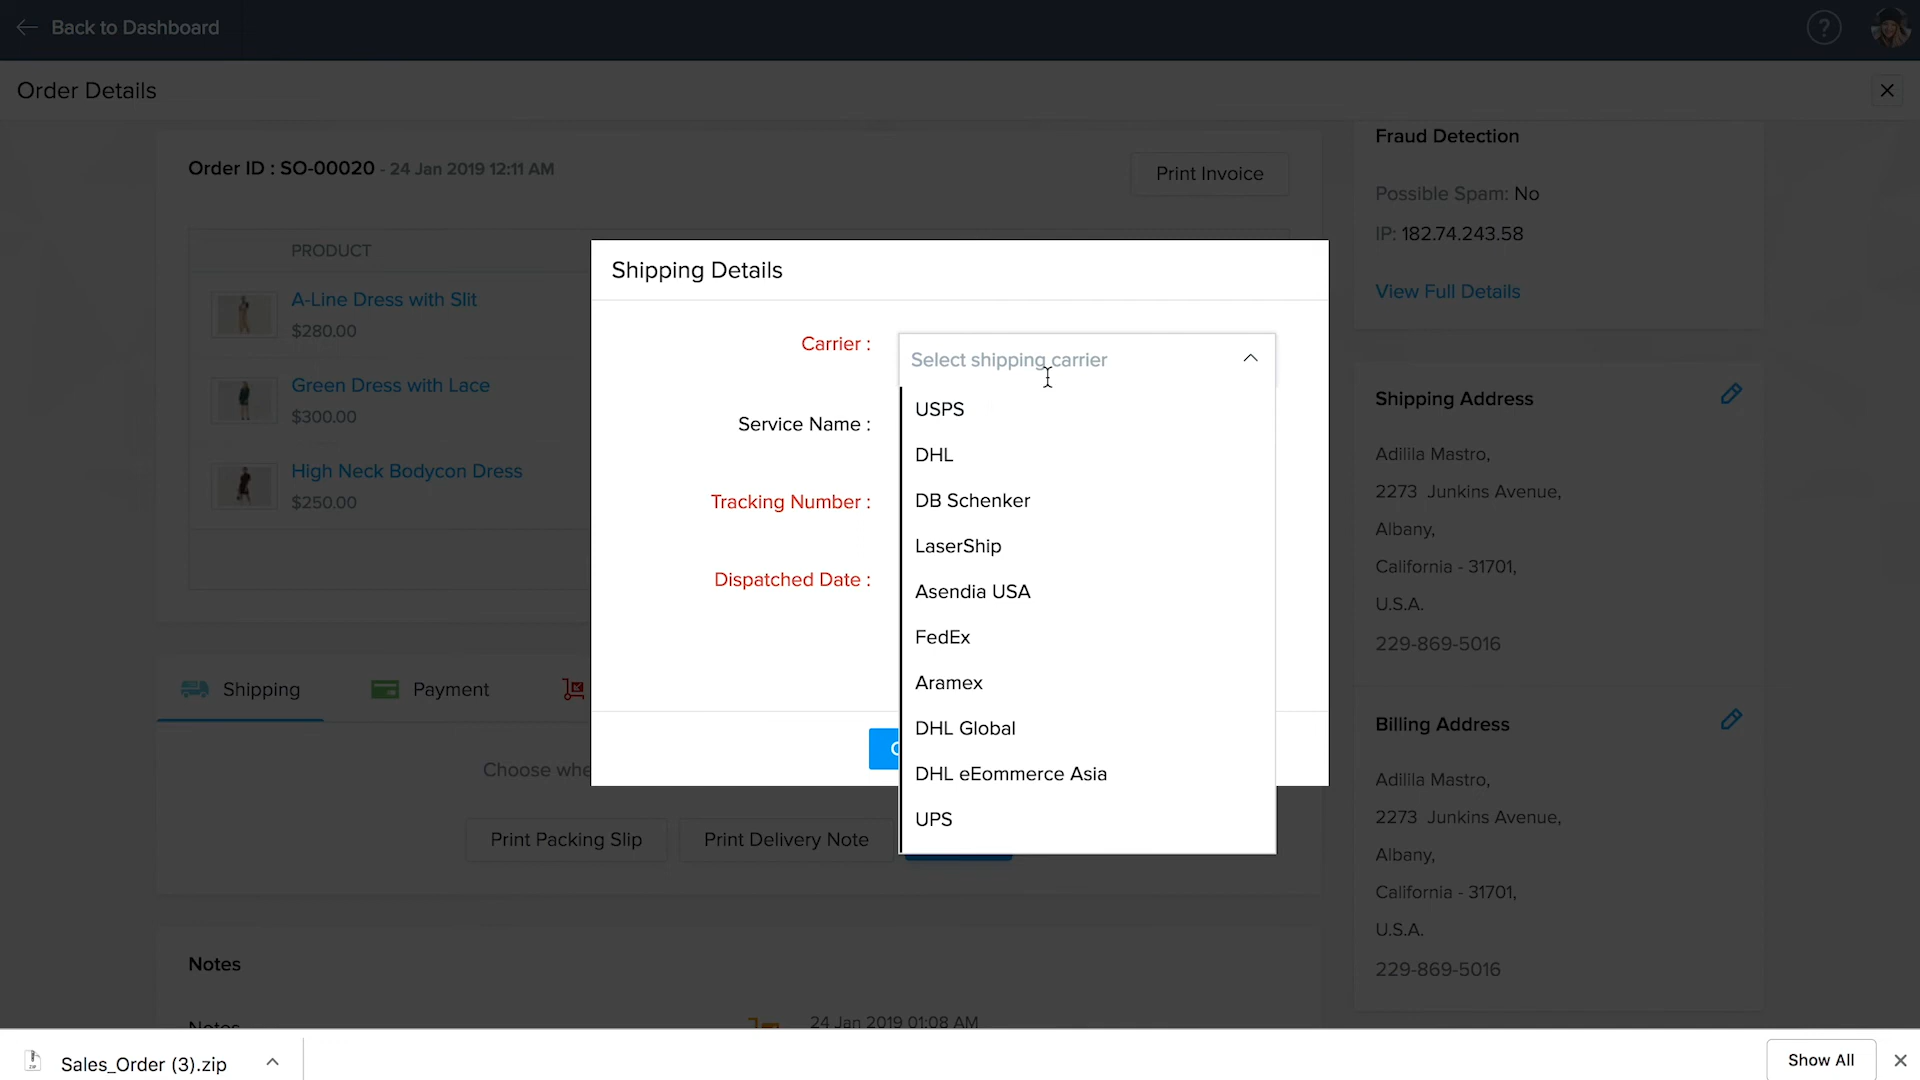 Back to Dashboard
?
Order Details
Order ID : SO-00020 - 24 Jan 2019 12:11 AM
Print Invoice
PRODUCT
A-Line Dress with Slit
$280.00
Green Dress with Lace
$300.00
High Neck Bodycon Dress
$250.00
Shipping
Payment
Choose whe
Print Packing Slip
Print Delivery Note
Notes
Notes
24 Jan 2019 01:08 AM
Shipping Details
Carrier :
Select shipping carrier
Service Name :
Tracking Number :
Dispatched Date :
USPS
DHL
DB Schenker
LaserShip
Asendia USA
FedEx
Aramex
DHL Global
DHL eEommerce Asia
UPS
Fraud Detection
Possible Spam: No
IP: 182.74.243.58
View Full Details
Shipping Address
Adilila Mastro,
2273 Junkins Avenue,
Albany,
California - 31701,
U.S.A.
229-869-5016
Billing Address
Adilila Mastro,
2273 Junkins Avenue,
Albany,
California - 31701,
U.S.A.
229-869-5016
Sales_Order (3).zip
Show All